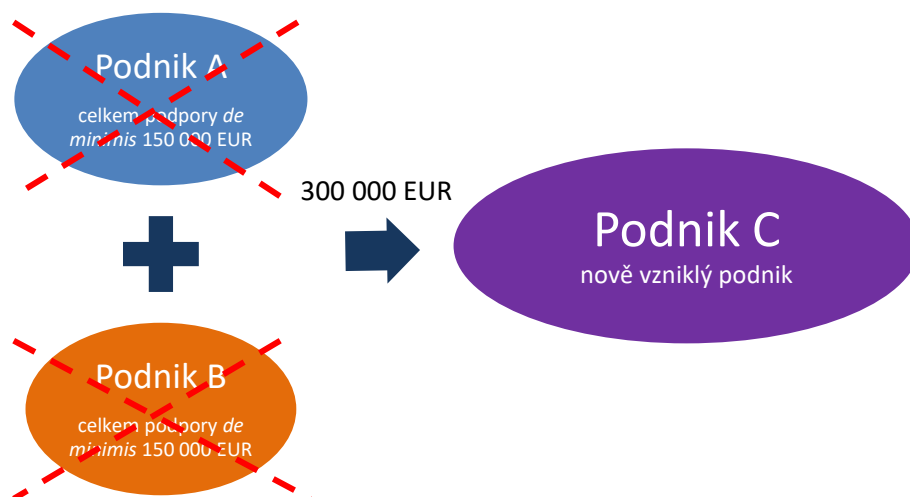 Podnik A
celkem podpory de
minimis 150 000 EUR
300 000 EUR
Podnik C
nově vzniklý podnik
Podnik B
celkem podpory de
minimis 150 000 EUR